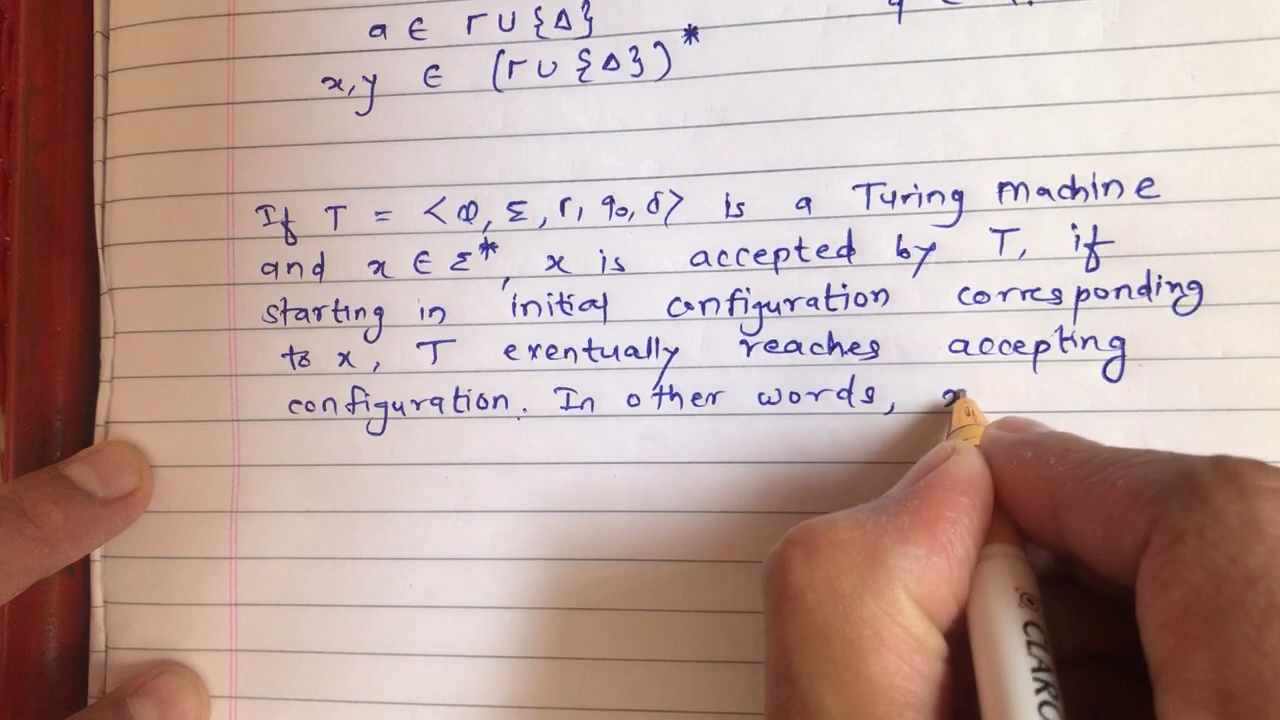 a ∈ Γ ∪ {Δ}
x, y ∈ (Γ ∪ {Δ})*
If T = <Q, Σ, Γ, q₀, δ> is a Turing machine
and x ∈ Σ*, x is accepted by T, if
starting in initial configuration corresponding
to x, T eventually reaches accepting
configuration. In other words, x
CLARO